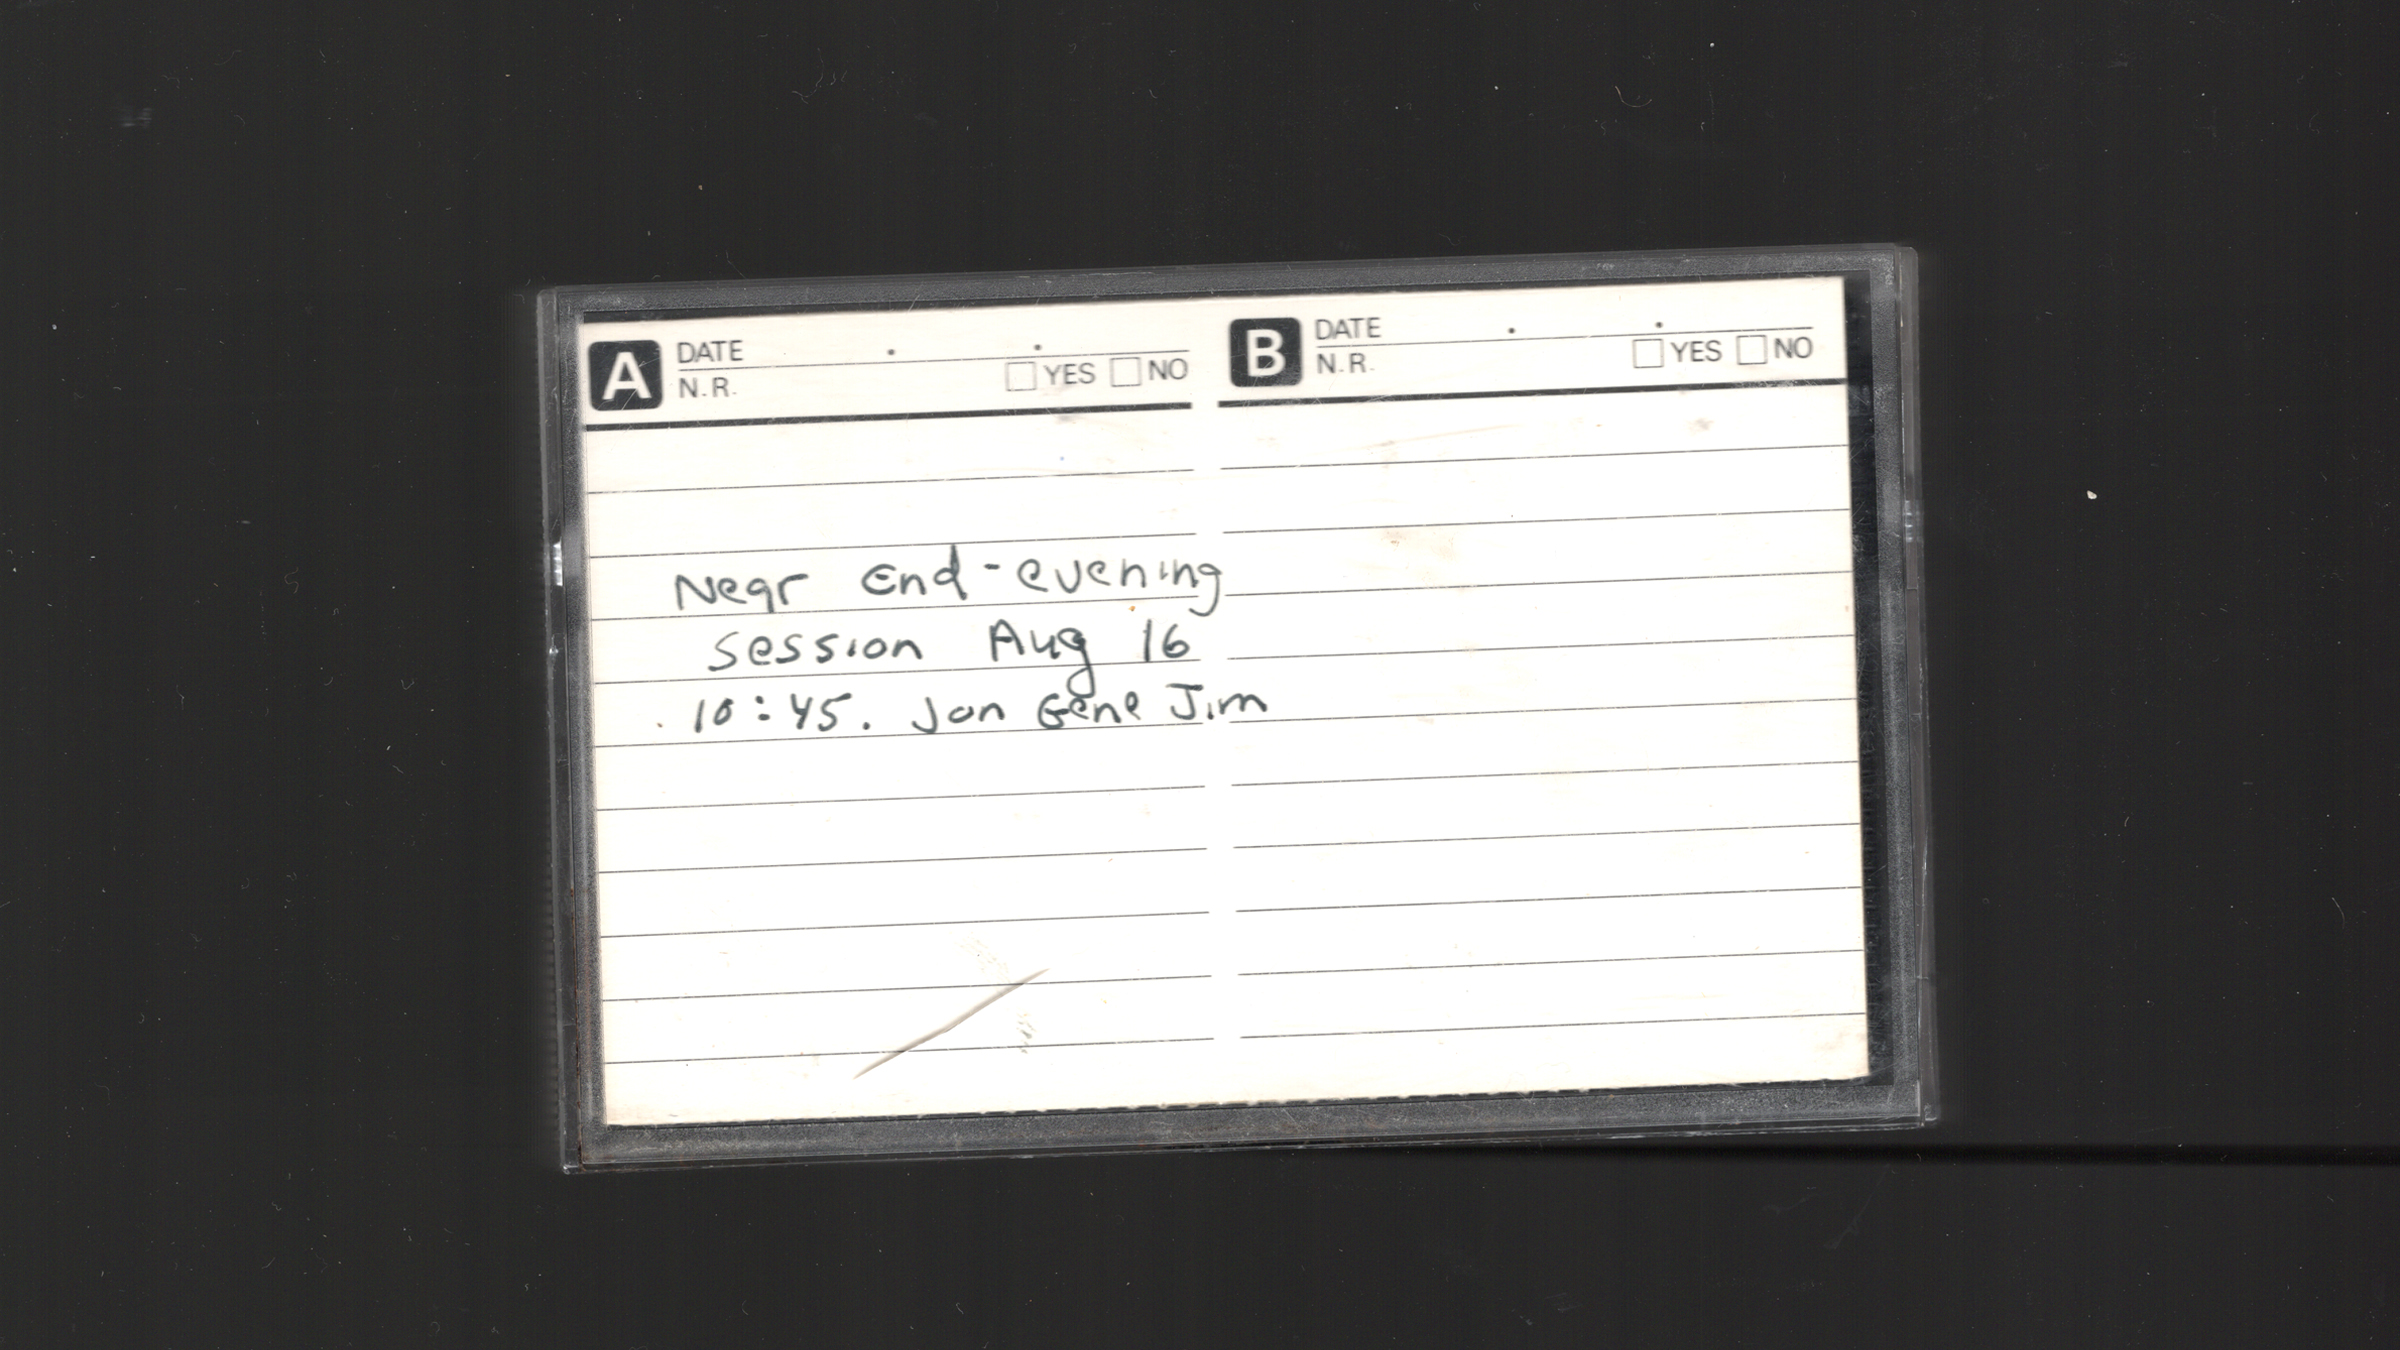 A DATE . .
N.R. YES NO
B DATE . .
N.R. YES NO
Near End-evening
session Aug 16
10:45. Jon Gene Jim